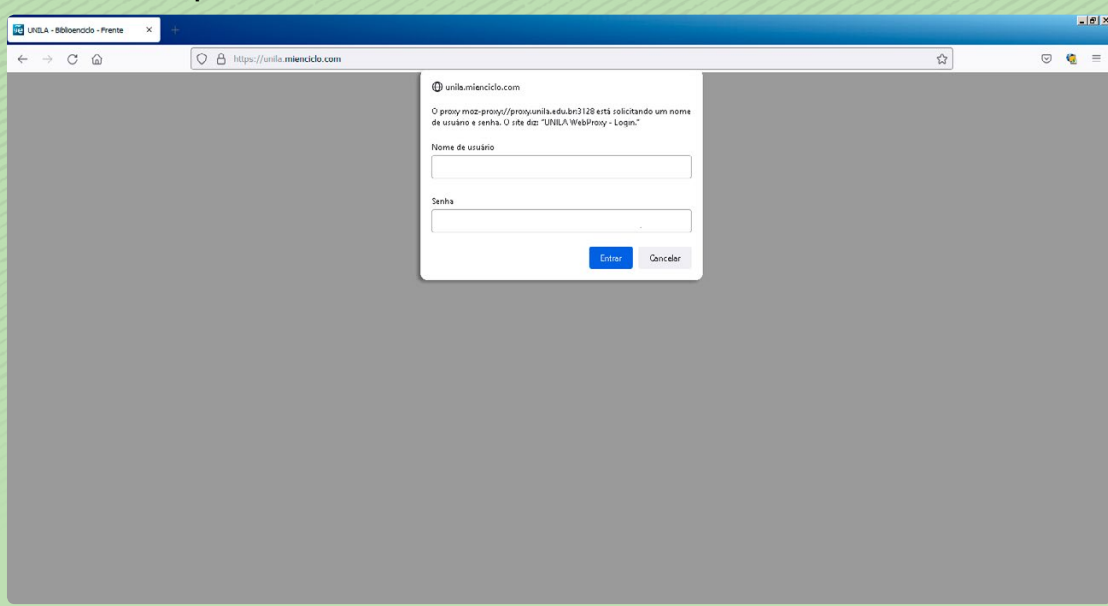 UNILA - Biblioenciclo - Frente
https://unila.mienciclo.com
unila.mienciclo.com
O proxy moz-proxy://proxy.unila.edu.br:3128 está solicitando um nome
de usuário e senha. O site diz: "UNILA WebProxy - Login."
Nome de usuário
Senha
Entrar Cancelar